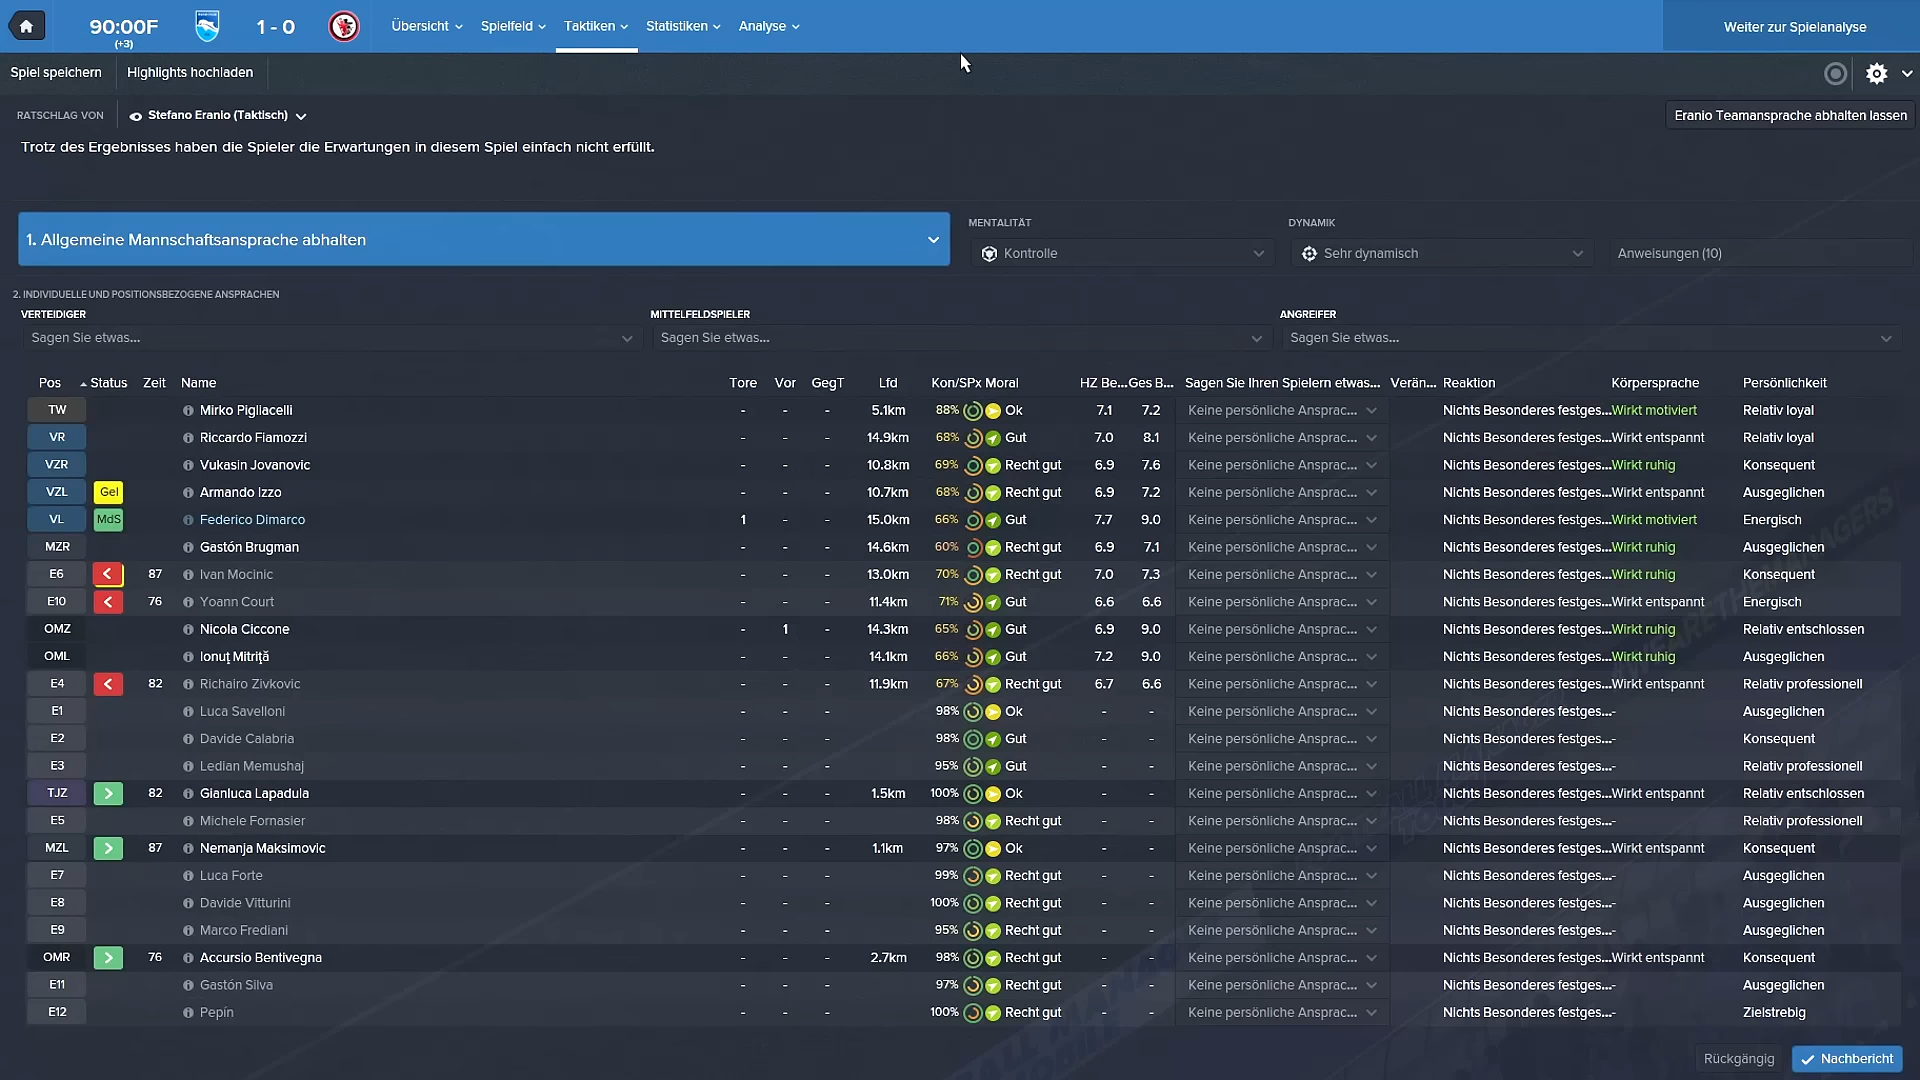 90:00F
(+3)
1 - 0
Übersicht
Spielfeld
Taktiken
Statistiken
Analyse
Weiter zur Spielanalyse
Spiel speichern
Highlights hochladen
RATSCHLAG VON
Stefano Eranio (Taktisch)
Eranio Teamansprache abhalten lassen
Trotz des Ergebnisses haben die Spieler die Erwartungen in diesem Spiel einfach nicht erfüllt.
1. Allgemeine Mannschaftsansprache abhalten
MENTALITÄT
Kontrolle
DYNAMIK
Sehr dynamisch
Anweisungen (10)
2. INDIVIDUELLE UND POSITIONSBEZOGENE ANSPRACHEN
VERTEIDIGER
Sagen Sie etwas...
MITTELFELDSPIELER
Sagen Sie etwas...
ANGREIFER
Sagen Sie etwas...
Pos Status Zeit Name Tore Vor GegT Lfd Kon/SPx Moral HZ Be... Ges B... Sagen Sie Ihren Spielern etwas... Verän... Reaktion Körpersprache Persönlichkeit
TW Mirko Pigliacelli - - - 5.1km 88% Ok 7.1 7.2 Keine persönliche Ansprac... Nichts Besonderes festges... Wirkt motiviert Relativ loyal
VR Riccardo Fiamozzi - - - 14.9km 68% Gut 7.0 8.1 Keine persönliche Ansprac... Nichts Besonderes festges... Wirkt entspannt Relativ loyal
VZR Vukasin Jovanovic - - - 10.8km 69% Recht gut 6.9 7.6 Keine persönliche Ansprac... Nichts Besonderes festges... Wirkt ruhig Konsequent
VZL Gel Armando Izzo - - - 10.7km 68% Recht gut 6.9 7.2 Keine persönliche Ansprac... Nichts Besonderes festges... Wirkt entspannt Ausgeglichen
VL MdS Federico Dimarco 1 - - 15.0km 66% Gut 7.7 9.0 Keine persönliche Ansprac... Nichts Besonderes festges... Wirkt motiviert Energisch
MZR Gastón Brugman - - - 14.6km 60% Recht gut 6.9 7.1 Keine persönliche Ansprac... Nichts Besonderes festges... Wirkt ruhig Ausgeglichen
E6 87 Ivan Mocinic - - - 13.0km 70% Recht gut 7.0 7.3 Keine persönliche Ansprac... Nichts Besonderes festges... Wirkt ruhig Konsequent
E10 76 Yoann Court - - - 11.4km 71% Gut 6.6 6.6 Keine persönliche Ansprac... Nichts Besonderes festges... Wirkt entspannt Energisch
OMZ Nicola Ciccone - 1 - 14.3km 65% Gut 6.9 9.0 Keine persönliche Ansprac... Nichts Besonderes festges... Wirkt ruhig Relativ entschlossen
OML Ionuţ Mitriţă - - - 14.1km 66% Gut 7.2 9.0 Keine persönliche Ansprac... Nichts Besonderes festges... Wirkt ruhig Ausgeglichen
E4 82 Richairo Zivkovic - - - 11.9km 67% Recht gut 6.7 6.6 Keine persönliche Ansprac... Nichts Besonderes festges... Wirkt entspannt Relativ professionell
E1 Luca Savelloni - - - 98% Ok - - Keine persönliche Ansprac... Nichts Besonderes festges... - Ausgeglichen
E2 Davide Calabria - - - 98% Gut - - Keine persönliche Ansprac... Nichts Besonderes festges... - Konsequent
E3 Ledian Memushaj - - - 95% Gut - - Keine persönliche Ansprac... Nichts Besonderes festges... - Relativ professionell
TJZ 82 Gianluca Lapadula - - - 1.5km 100% Ok - - Keine persönliche Ansprac... Nichts Besonderes festges... Wirkt entspannt Relativ entschlossen
E5 Michele Fornasier - - - 98% Recht gut - - Keine persönliche Ansprac... Nichts Besonderes festges... - Relativ professionell
MZL 87 Nemanja Maksimovic - - - 1.1km 97% Ok - - Keine persönliche Ansprac... Nichts Besonderes festges... Wirkt entspannt Konsequent
E7 Luca Forte - - - 99% Recht gut - - Keine persönliche Ansprac... Nichts Besonderes festges... - Ausgeglichen
E8 Davide Vitturini - - - 100% Recht gut - - Keine persönliche Ansprac... Nichts Besonderes festges... - Ausgeglichen
E9 Marco Frediani - - - 95% Recht gut - - Keine persönliche Ansprac... Nichts Besonderes festges... - Ausgeglichen
OMR 76 Accursio Bentivegna - - - 2.7km 98% Recht gut - - Keine persönliche Ansprac... Nichts Besonderes festges... Wirkt entspannt Konsequent
E11 Gastón Silva - - - 97% Recht gut - - Keine persönliche Ansprac... Nichts Besonderes festges... - Ausgeglichen
E12 Pepín - - - 100% Recht gut - - Keine persönliche Ansprac... Nichts Besonderes festges... - Zielstrebig
Rückgängig
Nachbericht